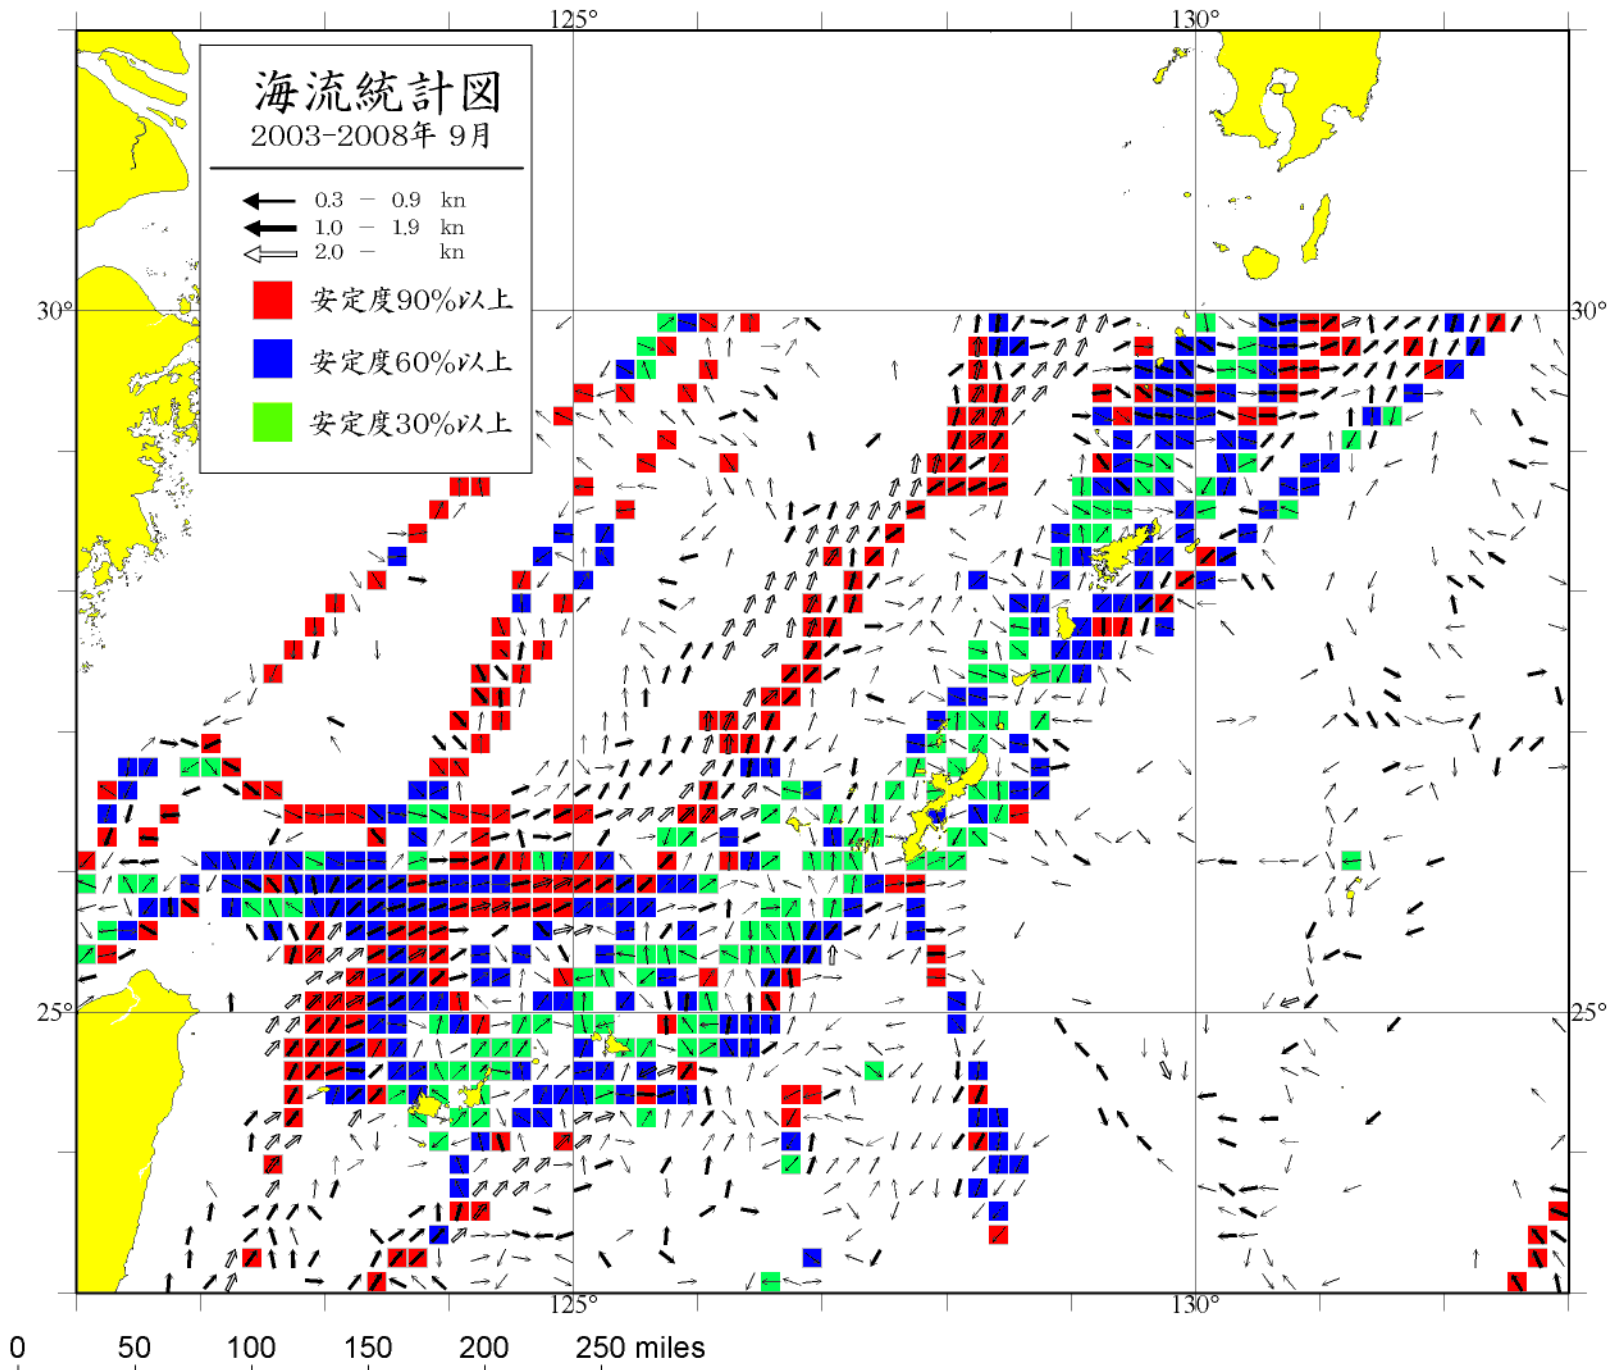 125° 130°
海流統計図
2003-2008年 9月
0.3 － 0.9 kn
1.0 － 1.9 kn
2.0 － kn
安定度90%以上
安定度60%以上
安定度30%以上
30° 30°
25° 25°
125° 130°
0 50 100 150 200 250 miles